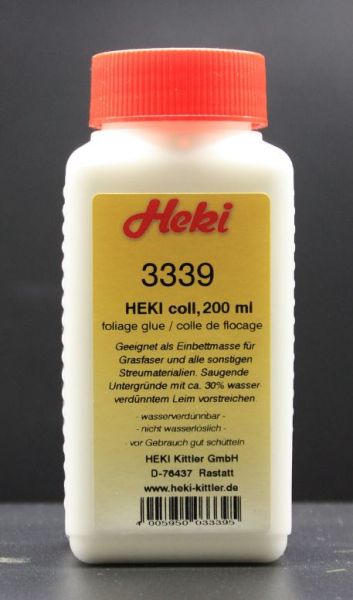 Heki
3339
HEKI coll, 200 ml
foliage glue / colle de flocage
Geeignet als Einbettmasse für
Grasfaser und alle sonstigen
Streumaterialien. Saugende
Untergründe mit ca. 30% wasser-
verdünntem Leim vorstreichen
- wasserverdünnbar -
- nicht wasserlöslich -
- vor Gebrauch gut schütteln
HEKI Kittler GmbH
D-76437 Rastatt
www.heki-kittler.de
4 005950 033395